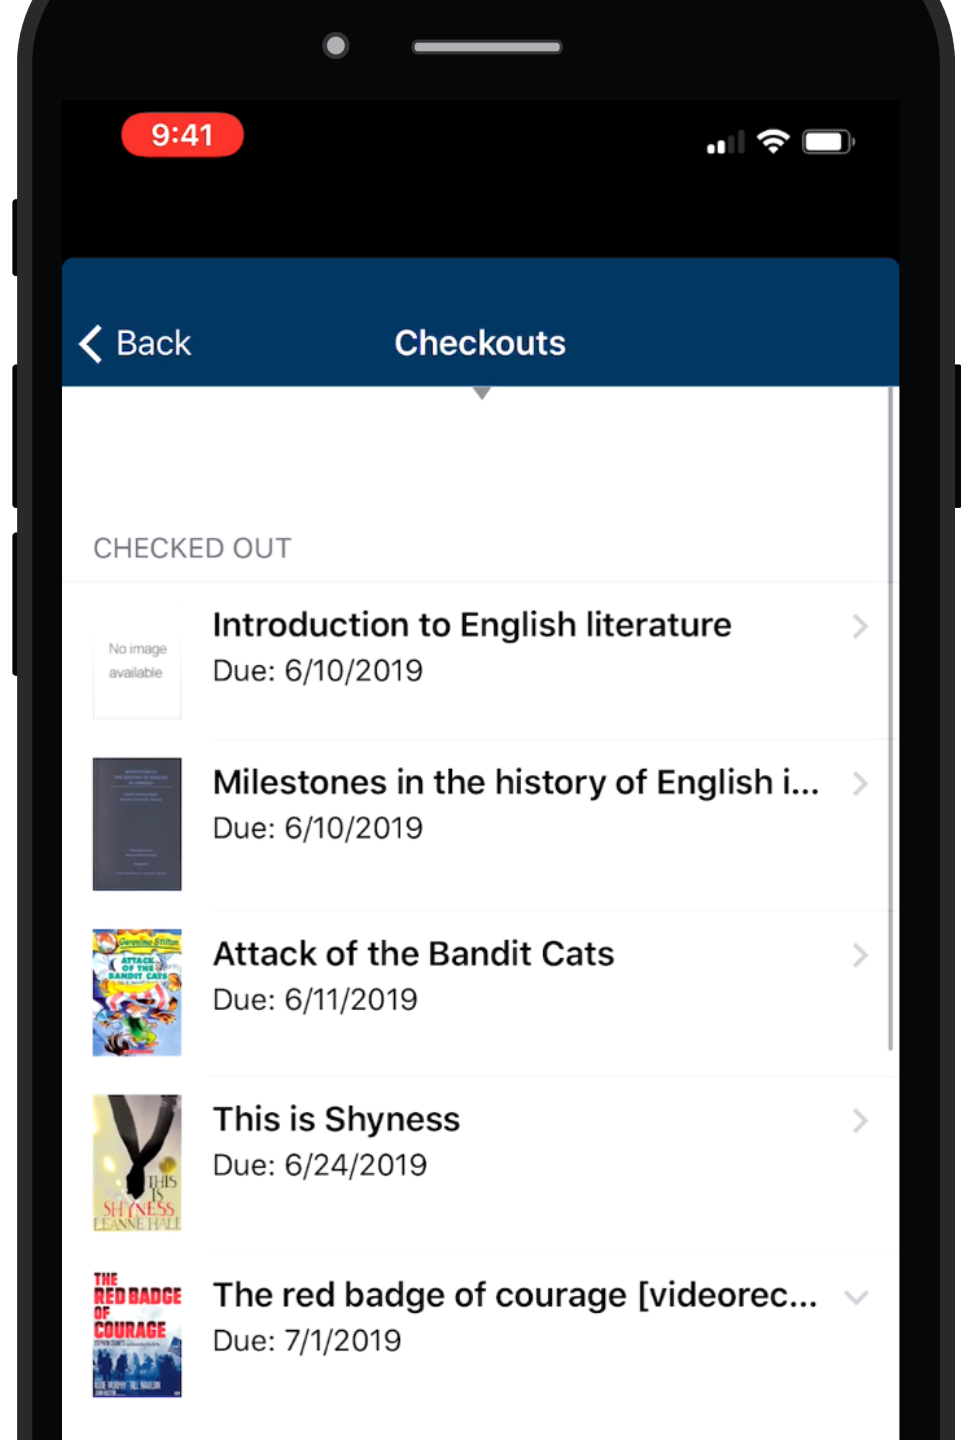 9:41
Back
Checkouts
CHECKED OUT
No image
available
Introduction to English literature
Due: 6/10/2019
Milestones in the history of English i...
Due: 6/10/2019
Geronimo Stilton
ATTACK
OF THE
BANDIT CATS
Attack of the Bandit Cats
Due: 6/11/2019
THIS
IS
SHYNESS
LEANNE HALL
This is Shyness
Due: 6/24/2019
THE
RED BADGE
OF
COURAGE
The red badge of courage [videorec...
Due: 7/1/2019